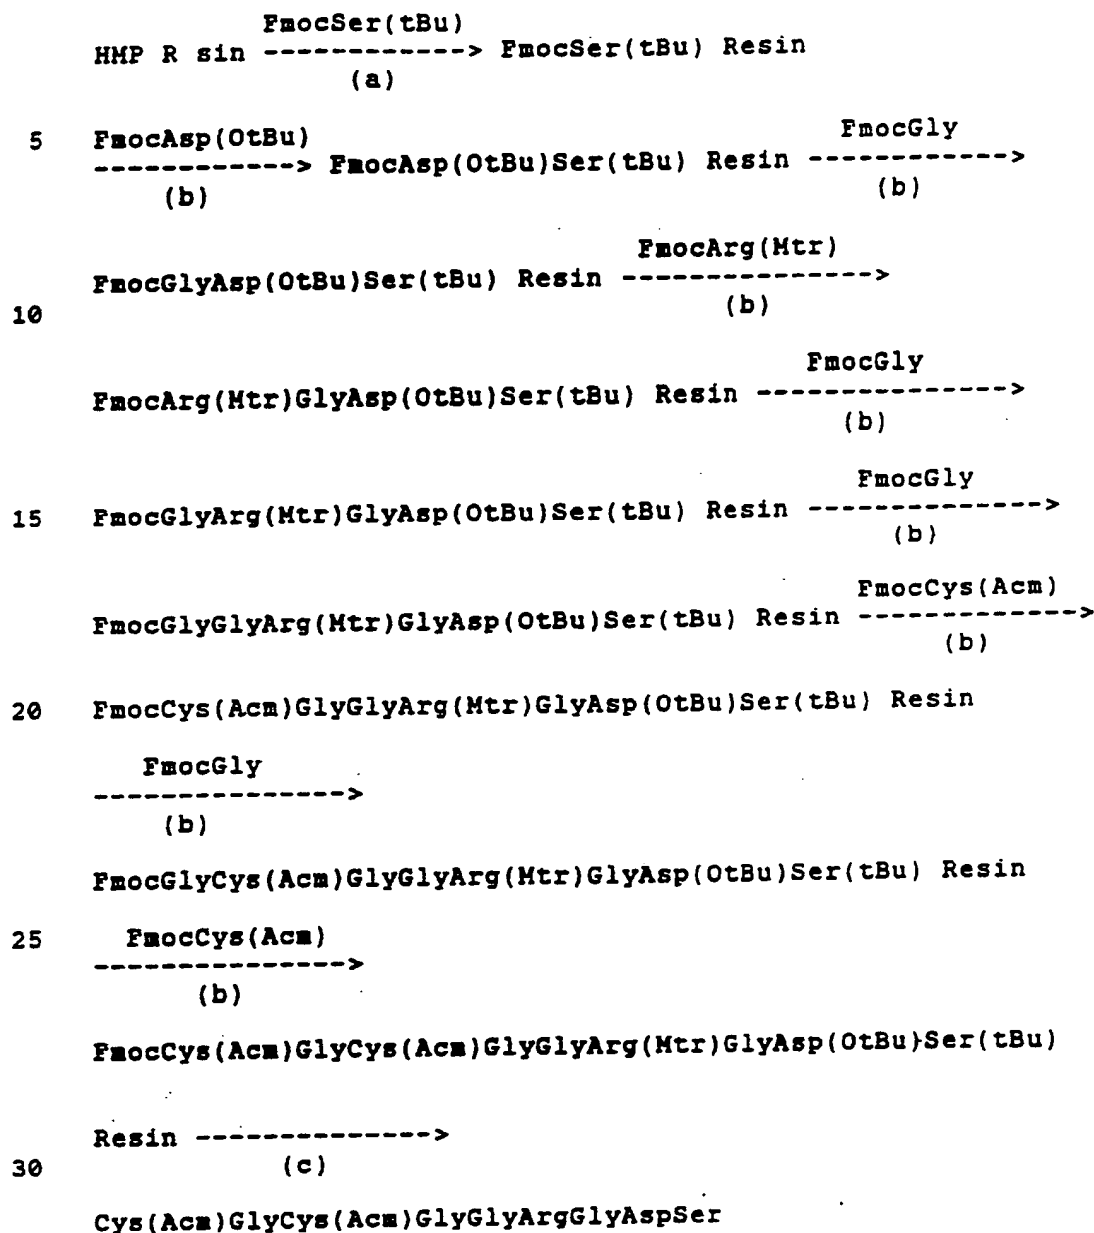 FmocSer(tBu)
HMP R sin ------------> FmocSer(tBu) Resin
(a)
5 FmocAsp(OtBu) FmocGly
------------> FmocAsp(OtBu)Ser(tBu) Resin ------------>
(b) (b)
FmocArg(Mtr)
FmocGlyAsp(OtBu)Ser(tBu) Resin --------------->
10 (b)
FmocGly
FmocArg(Mtr)GlyAsp(OtBu)Ser(tBu) Resin --------------->
(b)
FmocGly
15 FmocGlyArg(Mtr)GlyAsp(OtBu)Ser(tBu) Resin -------------->
(b)
FmocCys(Acm)
FmocGlyGlyArg(Mtr)GlyAsp(OtBu)Ser(tBu) Resin ------------->
(b)
20 FmocCys(Acm)GlyGlyArg(Mtr)GlyAsp(OtBu)Ser(tBu) Resin
FmocGly
--------------->
(b)
FmocGlyCys(Acm)GlyGlyArg(Mtr)GlyAsp(OtBu)Ser(tBu) Resin
25 FmocCys(Acm)
--------------->
(b)
FmocCys(Acm)GlyCys(Acm)GlyGlyArg(Mtr)GlyAsp(OtBu)Ser(tBu)
Resin -------------->
30 (c)
Cys(Acm)GlyCys(Acm)GlyGlyArgGlyAspSer